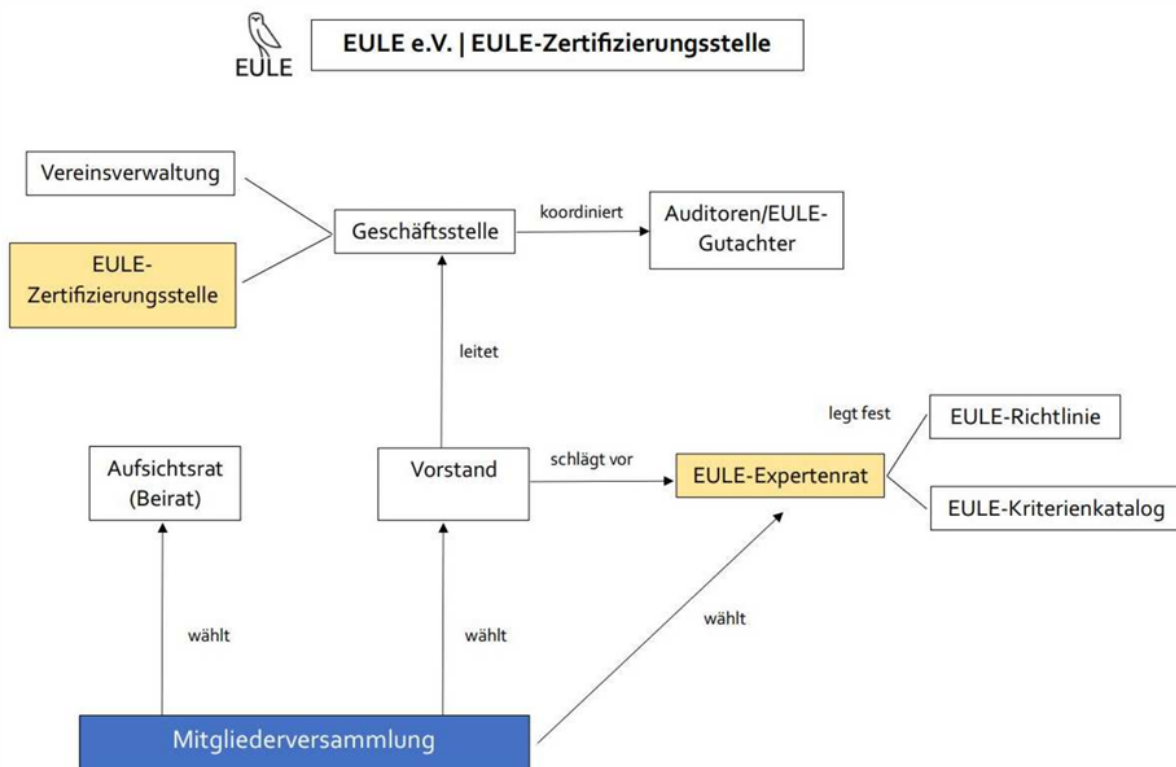 EULE
EULE e.V. | EULE-Zertifizierungsstelle
Vereinsverwaltung
EULE-
Zertifizierungsstelle
Geschäftsstelle
koordiniert
Auditoren/EULE-
Gutachter
leitet
Aufsichtsrat
(Beirat)
Vorstand
schlägt vor
EULE-Expertenrat
legt fest
EULE-Richtlinie
EULE-Kriterienkatalog
wählt
wählt
wählt
Mitgliederversammlung